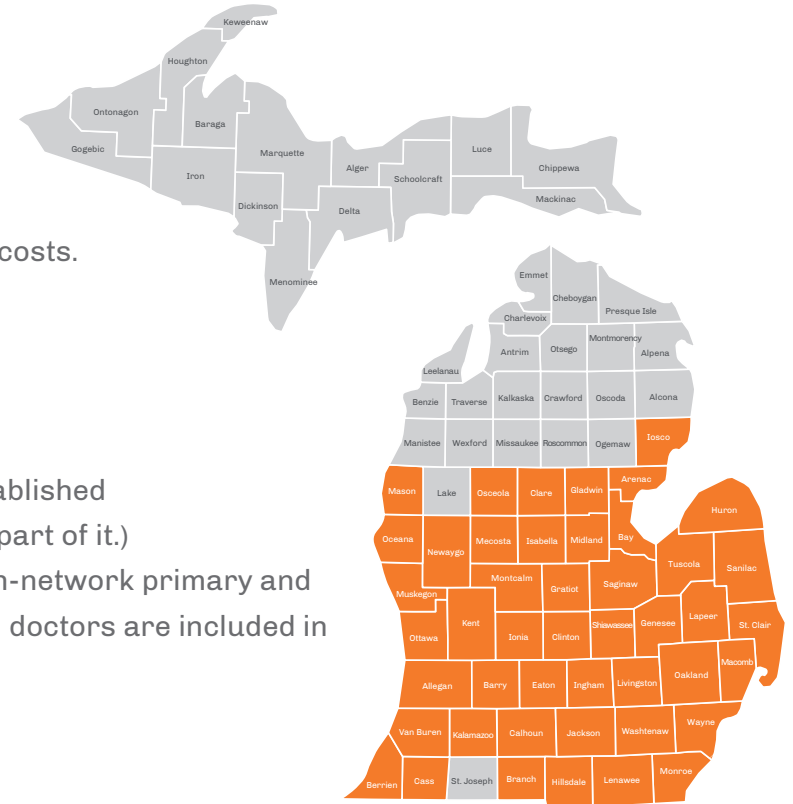 Keweenaw
Houghton
Ontonagon
Baraga
Gogebic
Marquette
Iron
Alger
Luce
Chippewa
Schoolcraft
Mackinac
Dickinson
Delta
Menominee
costs.
Emmet
Cheboygan
Presque Isle
Charlevoix
Antrim
Otsego
Montmorency
Alpena
Leelanau
Benzie
Traverse
Kalkaska
Crawford
Oscoda
Alcona
Manistee
Wexford
Missaukee
Roscommon
Ogemaw
Iosco
ablished
Mason
Lake
Osceola
Clare
Gladwin
Arenac
Huron
part of it.)
Oceana
Newaygo
Mecosta
Isabella
Midland
Bay
Tuscola
Sanilac
n-network primary and
Muskegon
Montcalm
Gratiot
Saginaw
doctors are included in
Ottawa
Kent
Ionia
Clinton
Shiawassee
Genesee
Lapeer
St. Clair
Allegan
Barry
Eaton
Ingham
Livingston
Oakland
Macomb
Van Buren
Kalamazoo
Calhoun
Jackson
Washtenaw
Wayne
Berrien
Cass
St. Joseph
Branch
Hillsdale
Lenawee
Monroe